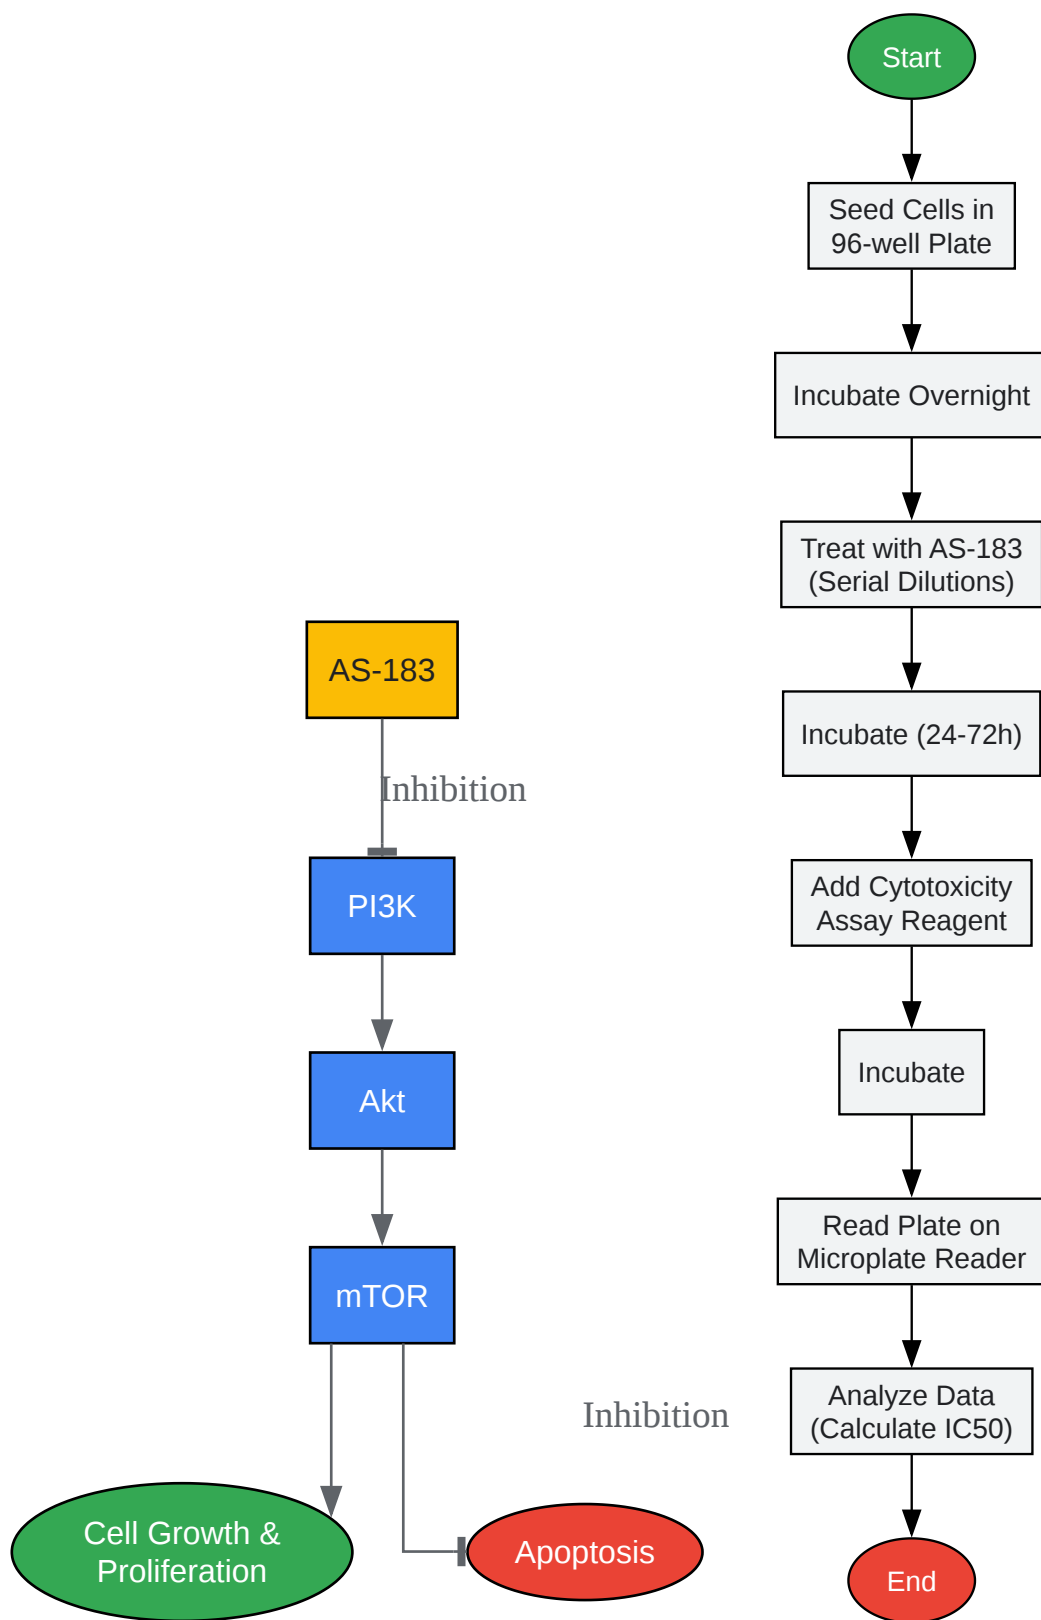 AS-183
Inhibition
PI3K
Akt
mTOR
Inhibition
Cell Growth &
Proliferation
Apoptosis
Start
Seed Cells in
96-well Plate
Incubate Overnight
Treat with AS-183
(Serial Dilutions)
Incubate (24-72h)
Add Cytotoxicity
Assay Reagent
Incubate
Read Plate on
Microplate Reader
Analyze Data
(Calculate IC50)
End